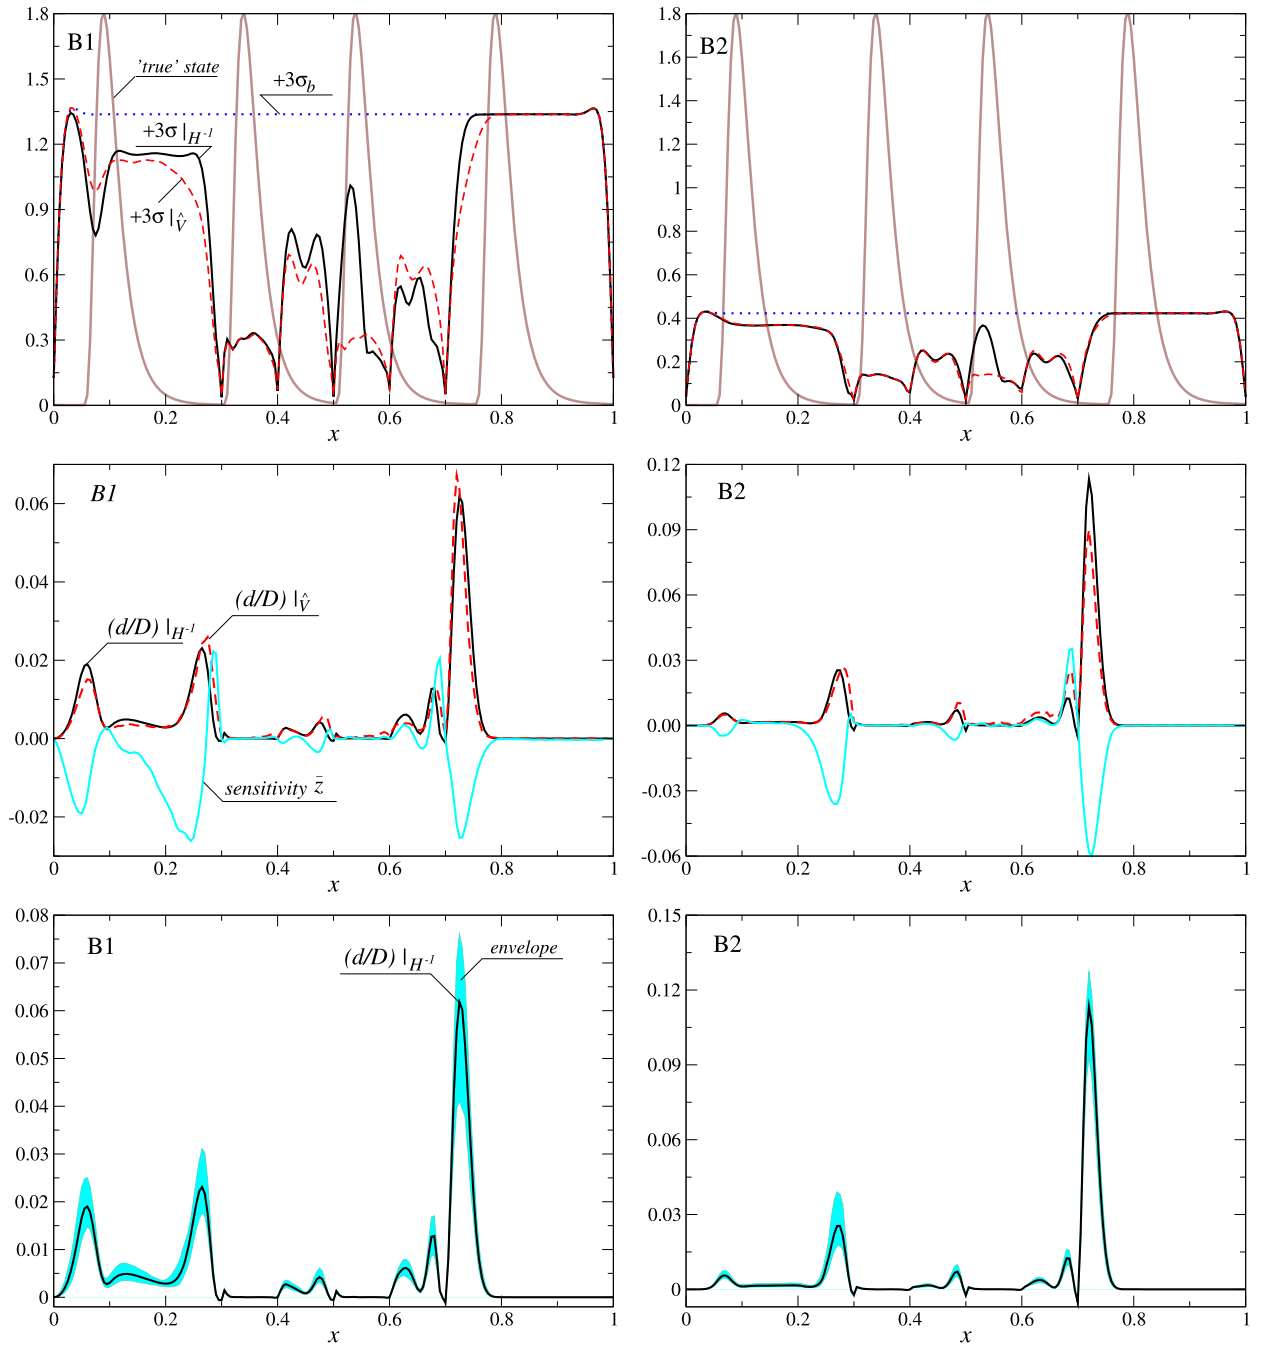 B1
'true' state
+3σb
+3σ|H-1
+3σ|V̂
1.8
1.5
1.2
0.9
0.6
0.3
0
0 0.2 0.4 0.6 0.8 1
x
B2
1.8
1.6
1.4
1.2
1
0.8
0.6
0.4
0.2
0
0 0.2 0.4 0.6 0.8 1
x
B1
(d/D)|V̂
(d/D)|H-1
sensitivity z̄
0.06
0.04
0.02
0.00
-0.02
0 0.2 0.4 0.6 0.8 1
x
B2
0.12
0.09
0.06
0.03
0.00
-0.03
-0.06
0 0.2 0.4 0.6 0.8 1
x
B1
(d/D)|H-1
envelope
0.08
0.07
0.06
0.05
0.04
0.03
0.02
0.01
0
0 0.2 0.4 0.6 0.8 1
x
B2
0.15
0.12
0.09
0.06
0.03
0
0 0.2 0.4 0.6 0.8 1
x